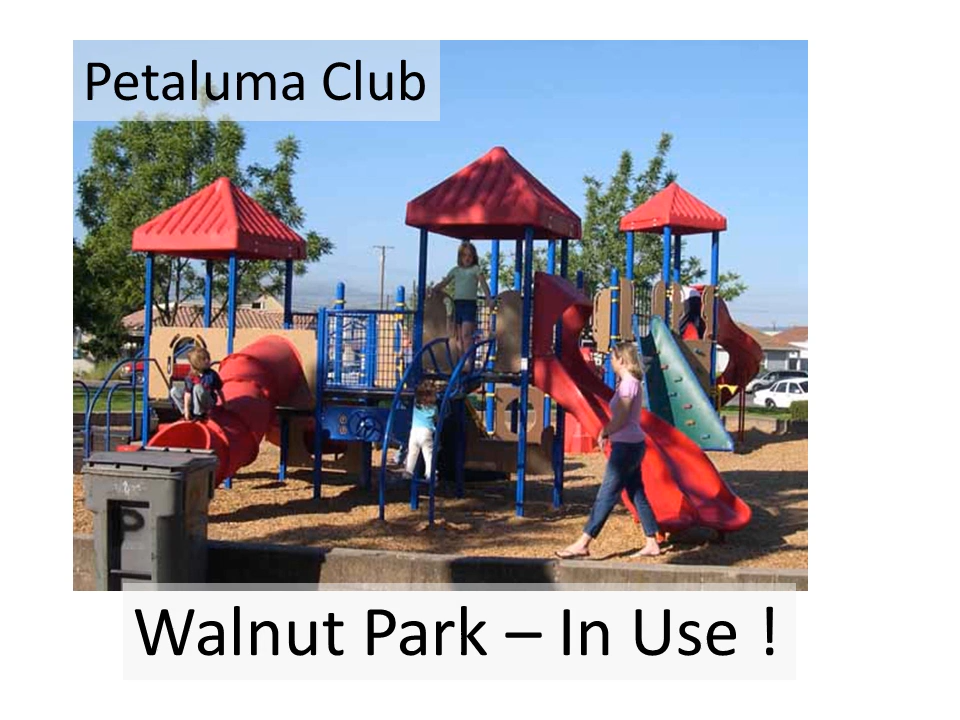 Petaluma Club
P
Walnut Park – In Use !